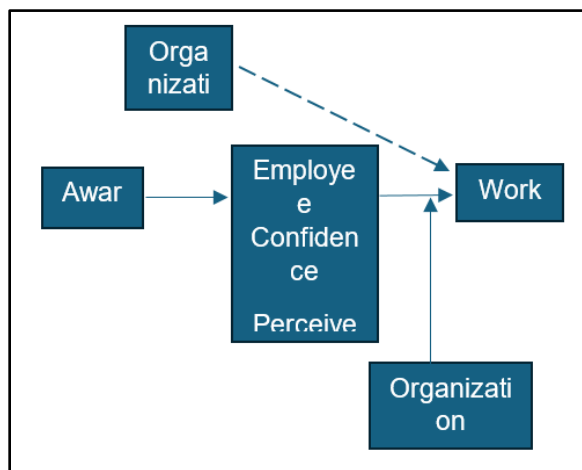 Orga
nizati
Awar
Employe
e
Confiden
ce
Perceive
Work
Organizati
on